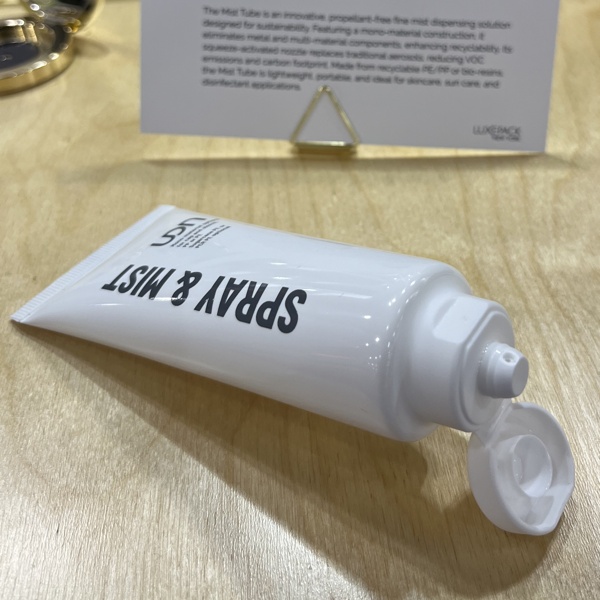 The Mist Tube is an innovative, propellant-free fine mist dispensing solution
designed for sustainability. Featuring a mono-material construction, it
eliminates metal and multi-material components, enhancing recyclability. Its
squeeze-activated nozzle replaces traditional aerosols, reducing VOC
emissions and carbon footprint. Made from recyclable PE/PP or bio-resins,
the Mist Tube is lightweight, portable, and ideal for skincare, sun care, and
disinfectant applications.
LUXEPACK
NEW YORK
SPRAY & MIST
udn